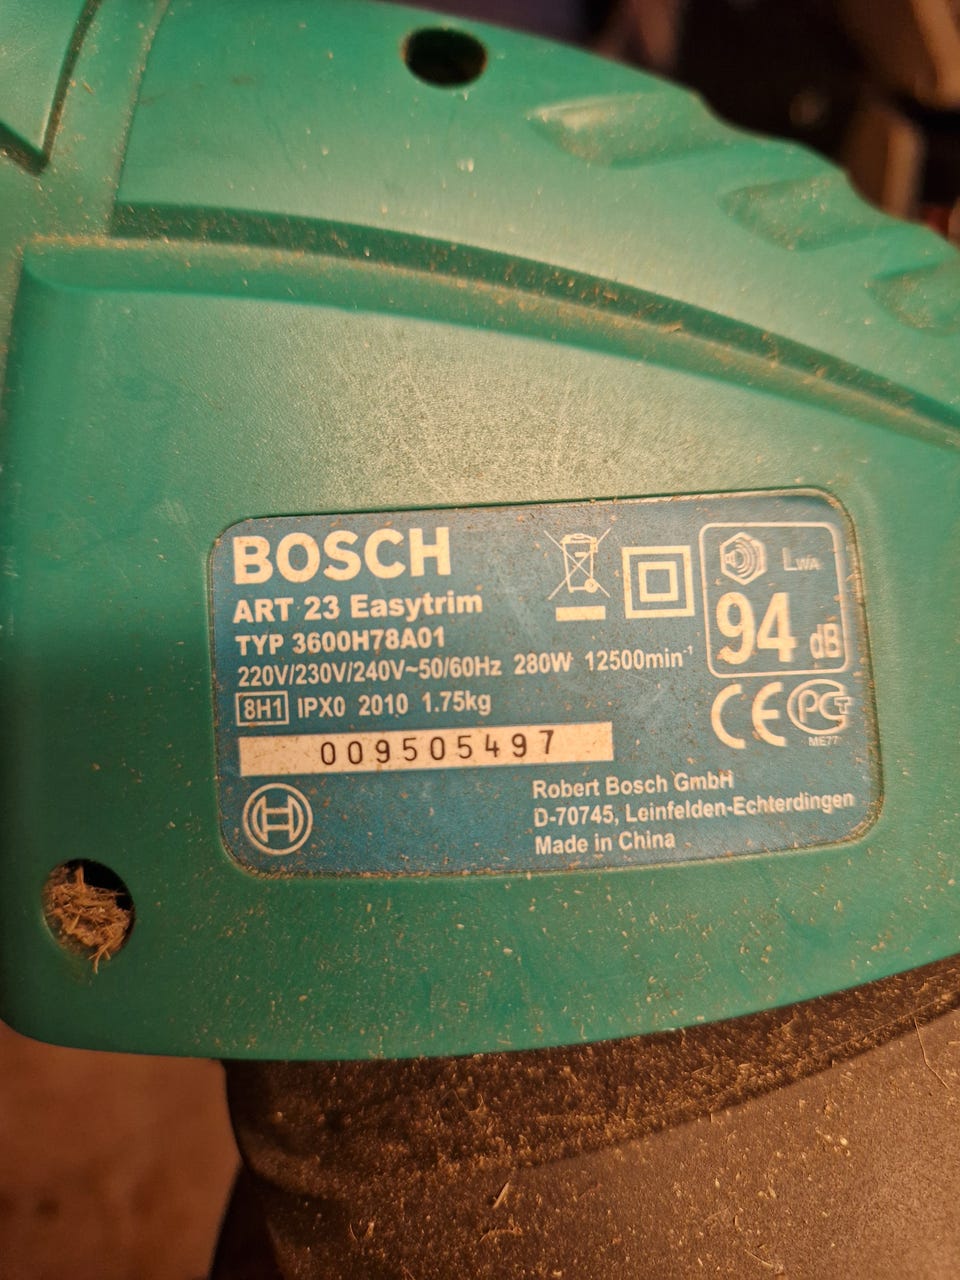 BOSCH
ART 23 Easytrim
TYP 3600H78A01
220V/230V/240V~50/60Hz 280W 12500min⁻¹
8H1 IPX0 2010 1.75kg
009505497
LWA
94 dB
CE PCT
ME77
Robert Bosch GmbH
D-70745, Leinfelden-Echterdingen
Made in China